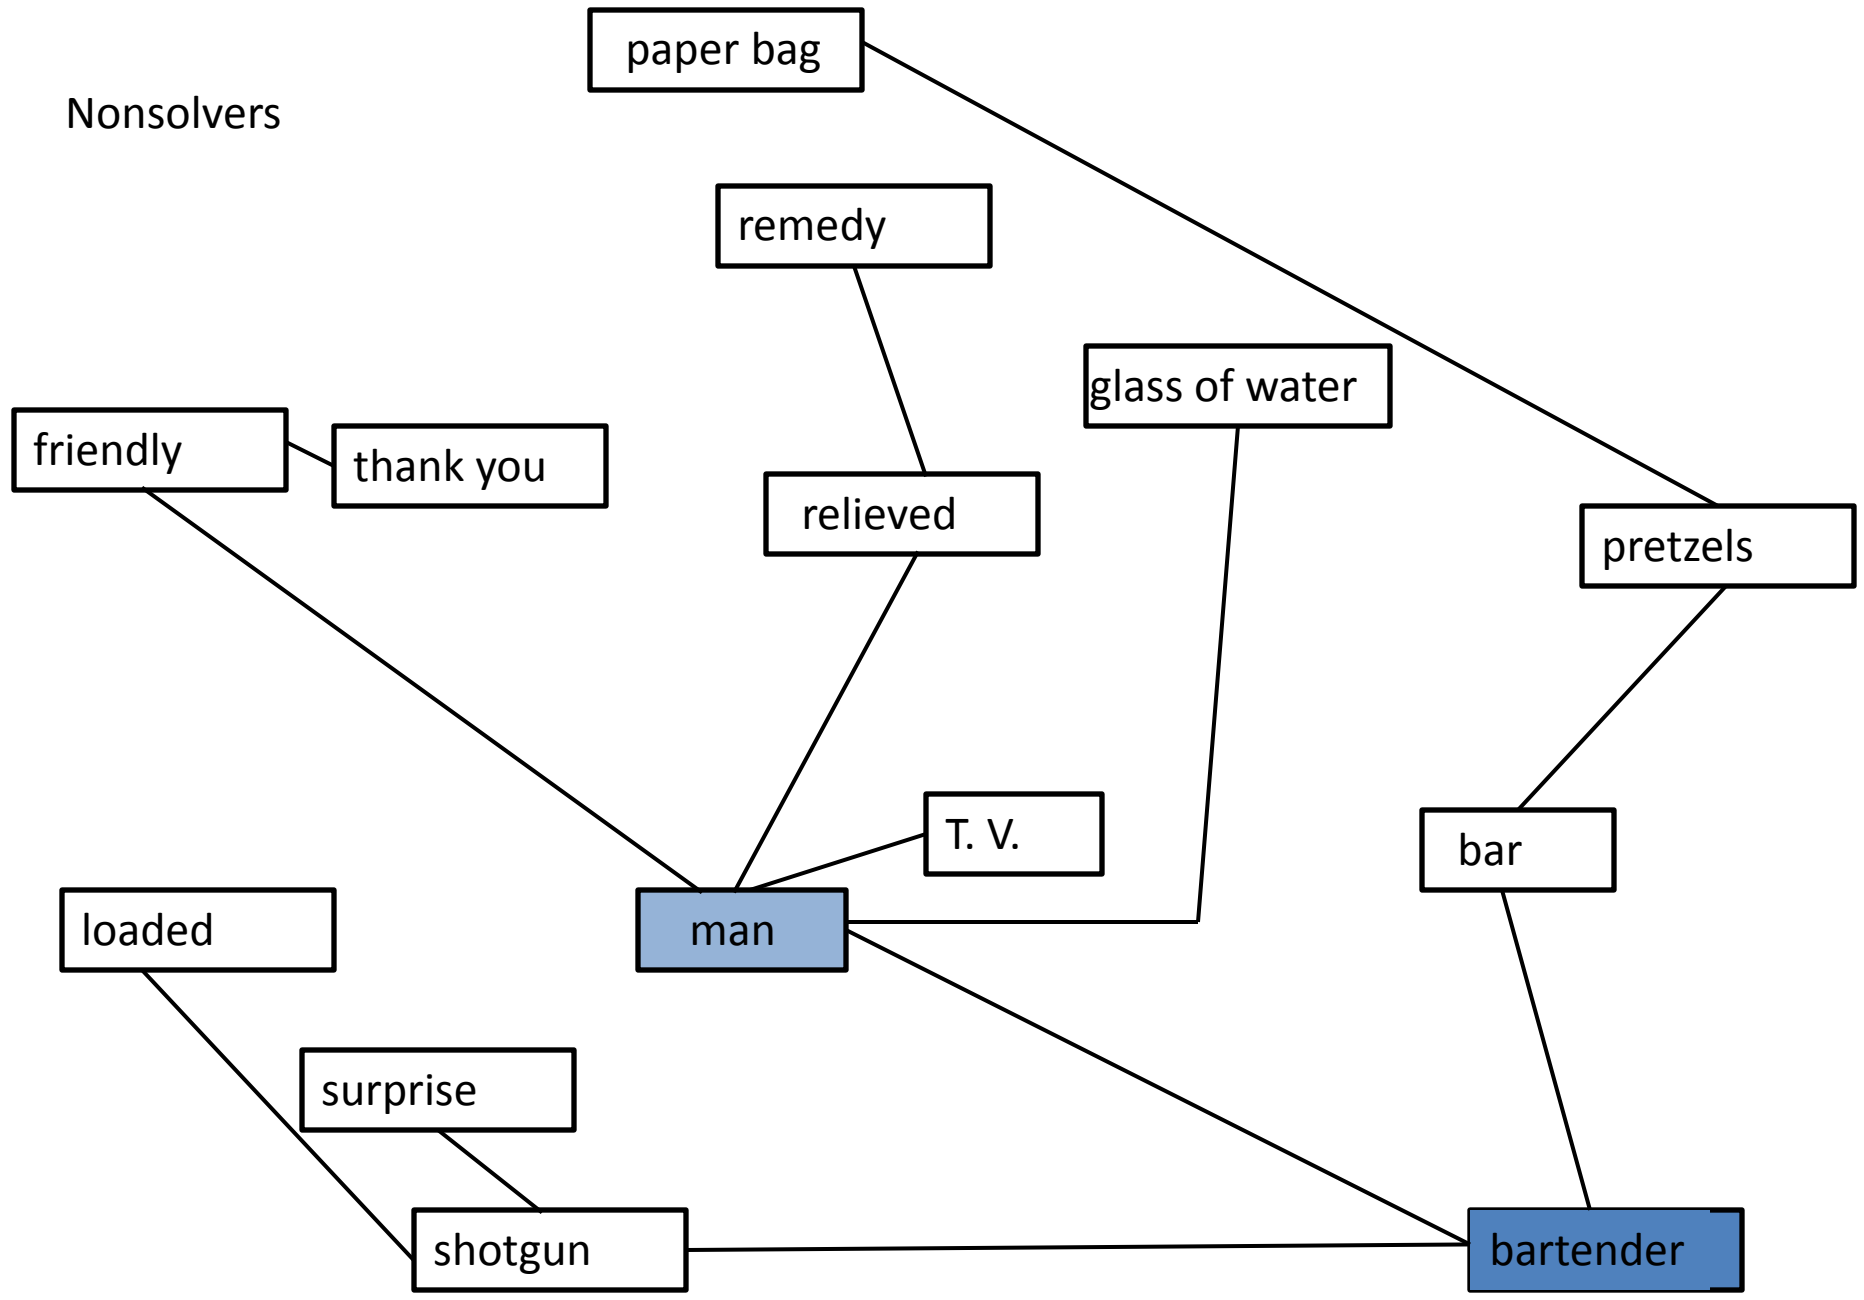 paper bag
Nonsolvers
remedy
glass of water
friendly
thank you
relieved
pretzels
T. V.
bar
loaded
man
surprise
shotgun
bartender